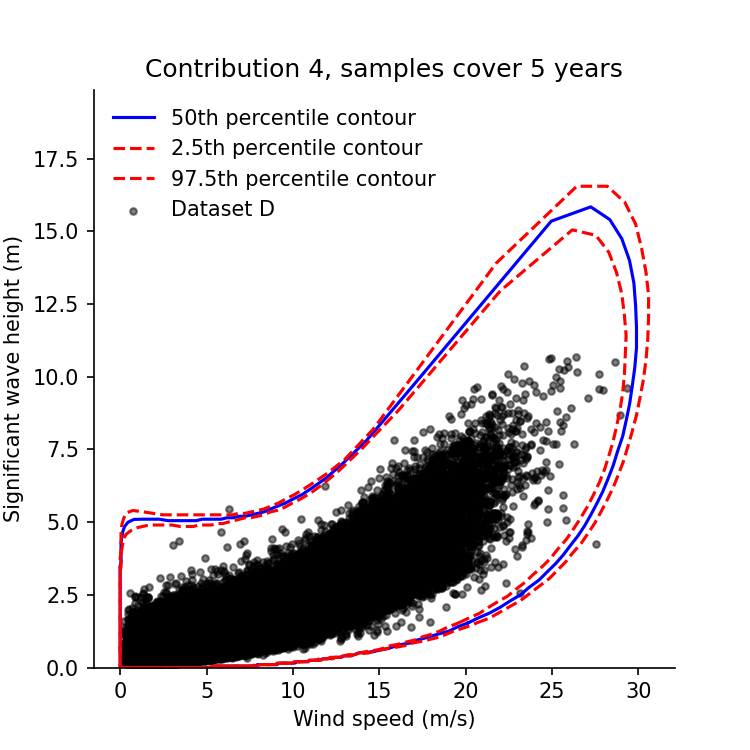 Contribution 4, samples cover 5 years
50th percentile contour
2.5th percentile contour
97.5th percentile contour
Dataset D
Significant wave height (m)
17.5
15.0
12.5
10.0
7.5
5.0
2.5
0.0
0 5 10 15 20 25 30
Wind speed (m/s)